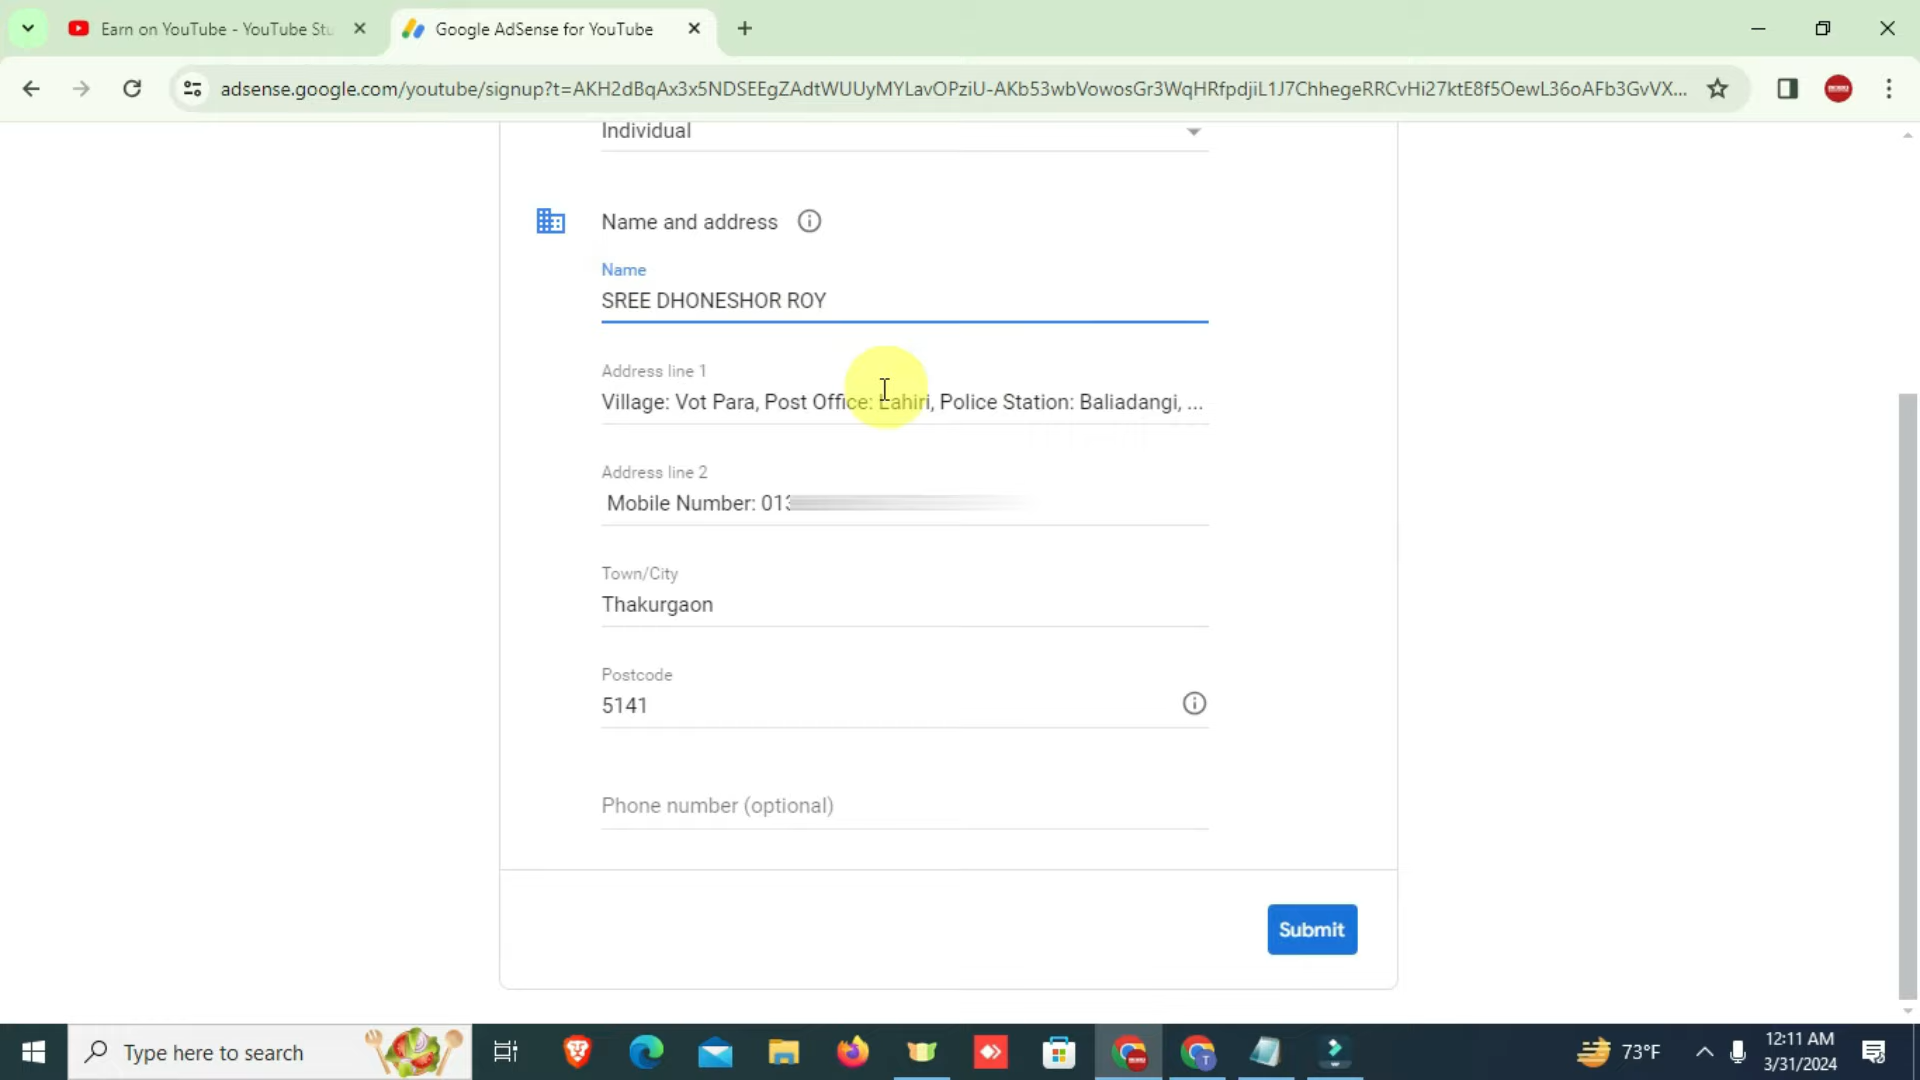 Earn on YouTube - YouTube Stu
Google AdSense for YouTube
adsense.google.com/youtube/signup?t=AKH2dBqAx3x5NDSEEgZAdtWUUyMYLavOPziU-AKb53wbVowosGr3WqHRfpdjiL1J7ChhegeRRCvHi27ktE8f5OewL36oAFb3GvVX...
Individual
Name and address
Name
SREE DHONESHOR ROY
Address line 1
Village: Vot Para, Post Office: Lahiri, Police Station: Baliadangi, ...
Address line 2
Mobile Number: 013
Town/City
Thakurgaon
Postcode
5141
Phone number (optional)
Submit
Type here to search
73°F
12:11 AM
3/31/2024